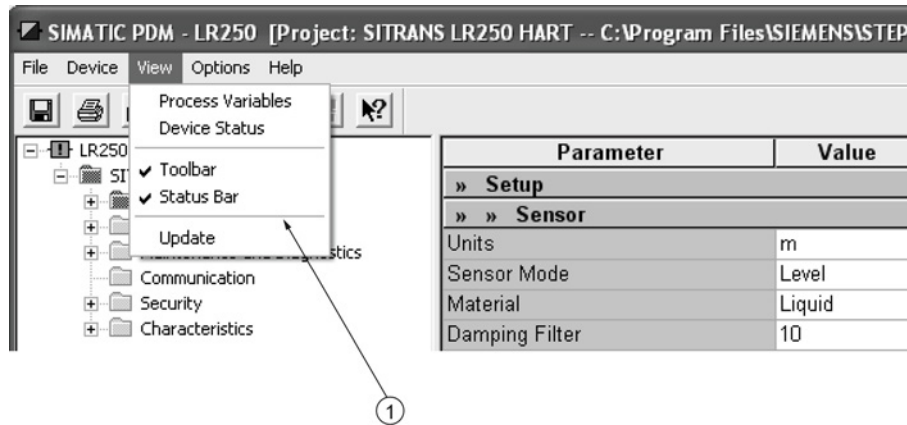 SIMATIC PDM - LR250 [Project: SITRANS LR250 HART -- C:\Program Files\SIEMENS\STEP
File Device View Options Help
Process Variables
Device Status
Toolbar
Status Bar
Update
LR250
Communication
Security
Characteristics
Parameter Value
» Setup
» » Sensor
Units m
Sensor Mode Level
Material Liquid
Damping Filter 10
1